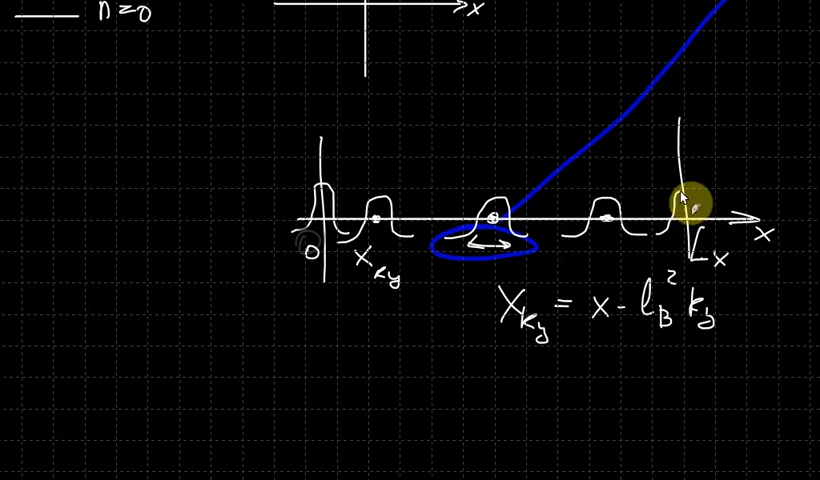 n=0
x
0
X_ky
L_x
x
X_ky = x - l_B^2 k_y